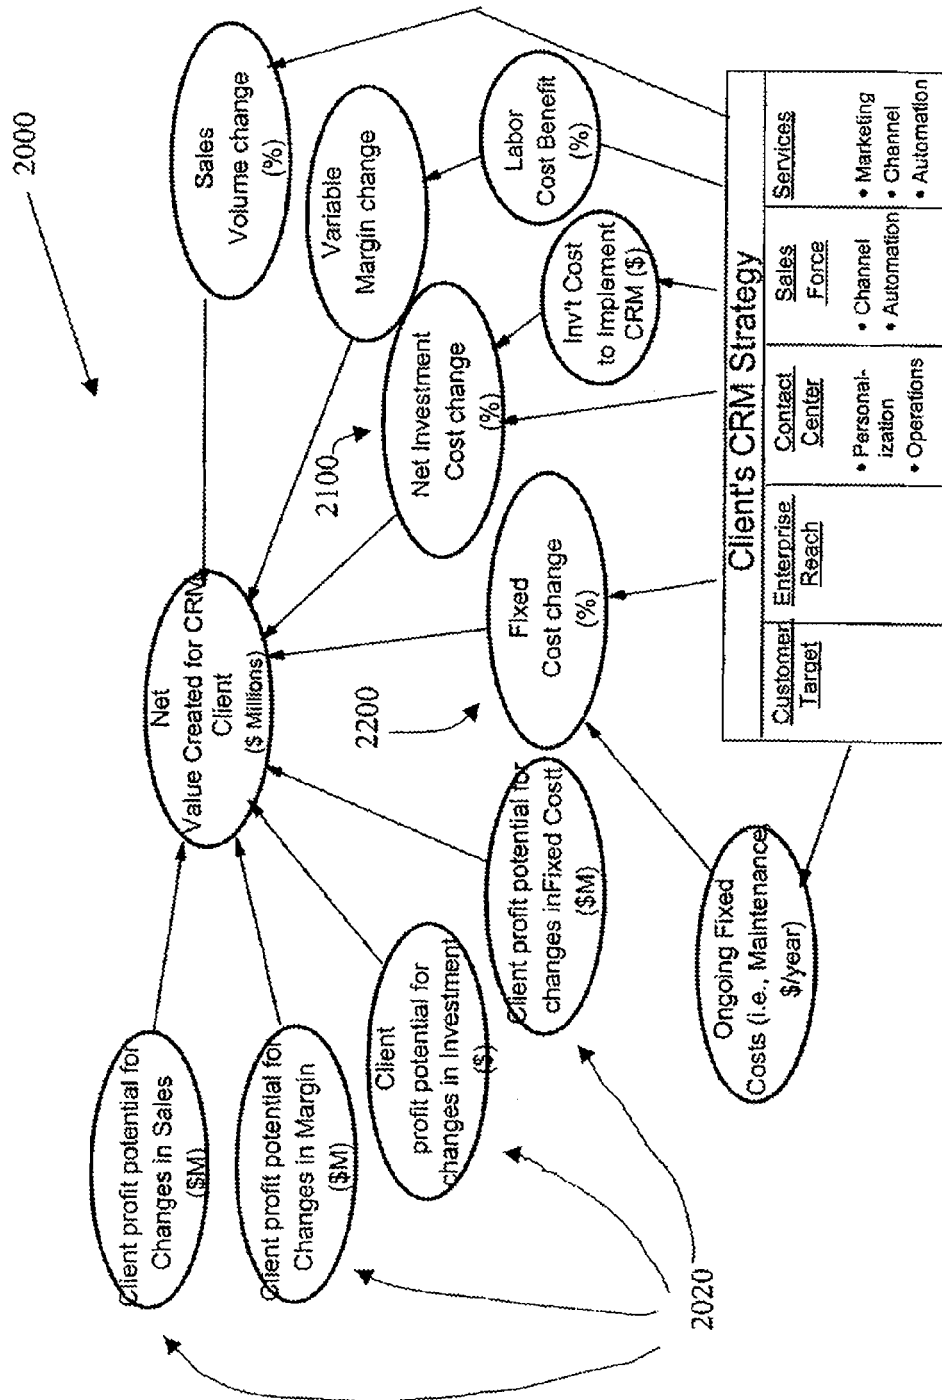 2000
Client profit potential for
Changes in Sales
($M)
Net
Value Created for CRM
Client
($ Millions)
Sales
Volume change
(%)
Client profit potential for
Changes in Margin
($M)
Variable
Margin change
Client
profit potential for
changes in Investment
($)
2100
Net Investment
Cost change
(%)
Labor
Cost Benefit
(%)
2200
Client profit potential for
changes inFixed Costt
($M)
Fixed
Cost change
(%)
Inv't Cost
to Implement
CRM ($)
2020
Ongoing Fixed
Costs (i.e., Maintenance
$/year)
Client's CRM Strategy
Customer
Target
Enterprise
Reach
Contact
Center
• Personal-
ization
• Operations
Sales
Force
• Channel
• Automation
Services
• Marketing
• Channel
• Automation